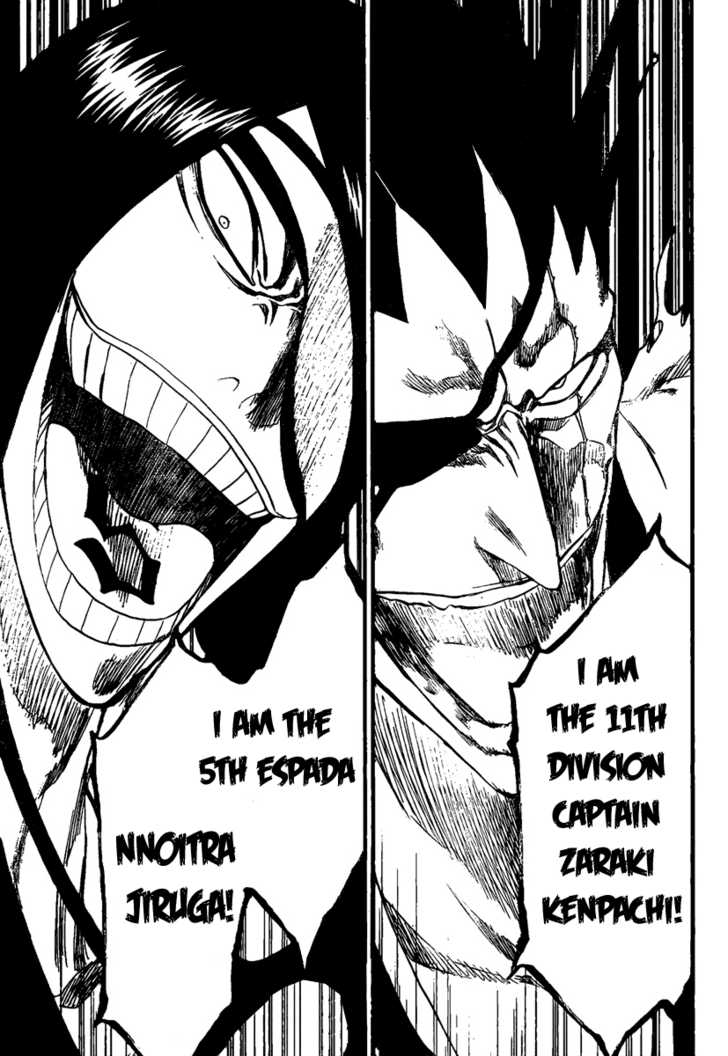 I AM
THE 11TH
DIVISION
CAPTAIN
ZARAKI
KENPACHI!
I AM THE
5TH ESPADA
NNOITRA
JIRUGA!